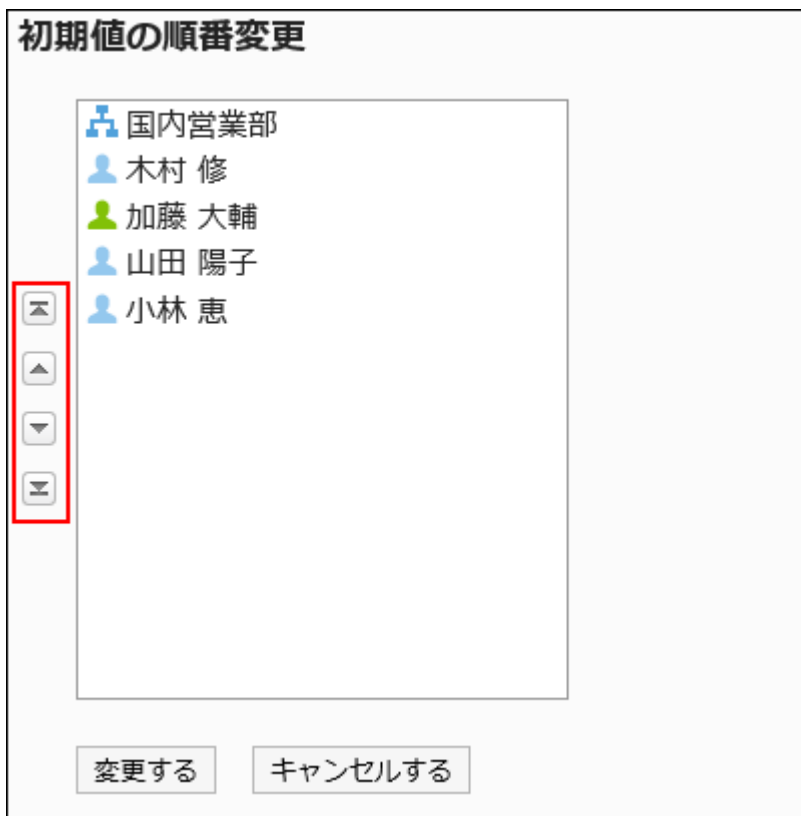 初期値の順番変更
国内営業部
木村 修
加藤 大輔
山田 陽子
小林 恵
変更する
キャンセルする